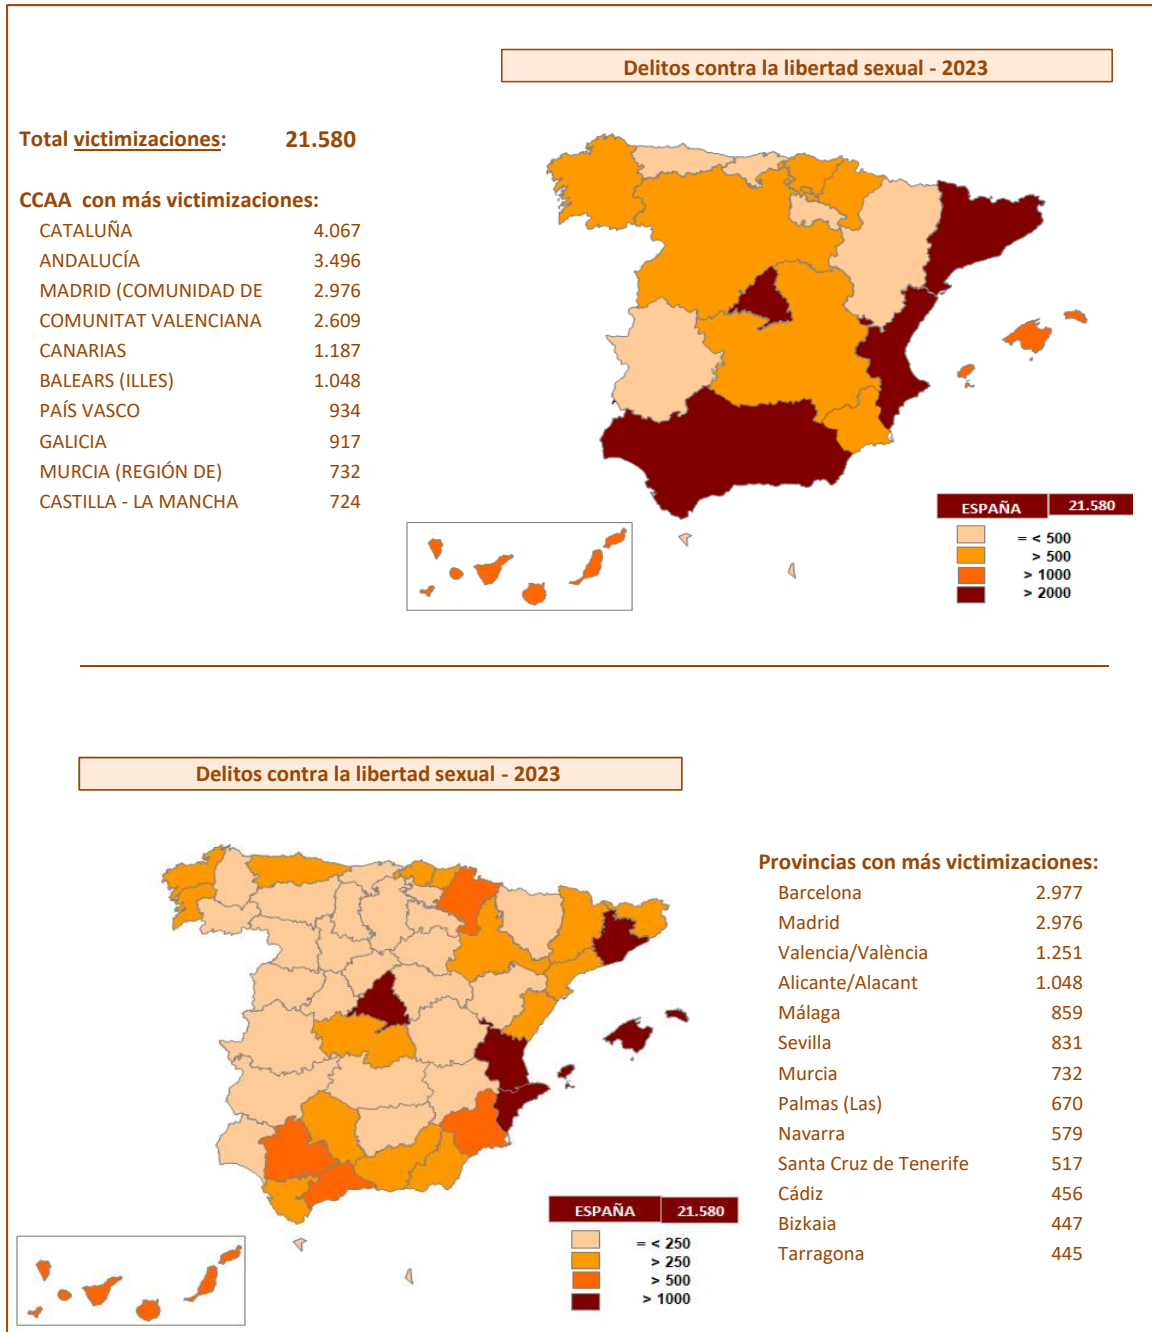 Delitos contra la libertad sexual - 2023
Total victimizaciones: 21.580
CCAA con más victimizaciones:
CATALUÑA 4.067
ANDALUCÍA 3.496
MADRID (COMUNIDAD DE 2.976
COMUNITAT VALENCIANA 2.609
CANARIAS 1.187
BALEARS (ILLES) 1.048
PAÍS VASCO 934
GALICIA 917
MURCIA (REGIÓN DE) 732
CASTILLA - LA MANCHA 724
ESPAÑA 21.580
= < 500
> 500
> 1000
> 2000
Delitos contra la libertad sexual - 2023
Provincias con más victimizaciones:
Barcelona 2.977
Madrid 2.976
Valencia/València 1.251
Alicante/Alacant 1.048
Málaga 859
Sevilla 831
Murcia 732
Palmas (Las) 670
Navarra 579
Santa Cruz de Tenerife 517
Cádiz 456
Bizkaia 447
Tarragona 445
ESPAÑA 21.580
= < 250
> 250
> 500
> 1000